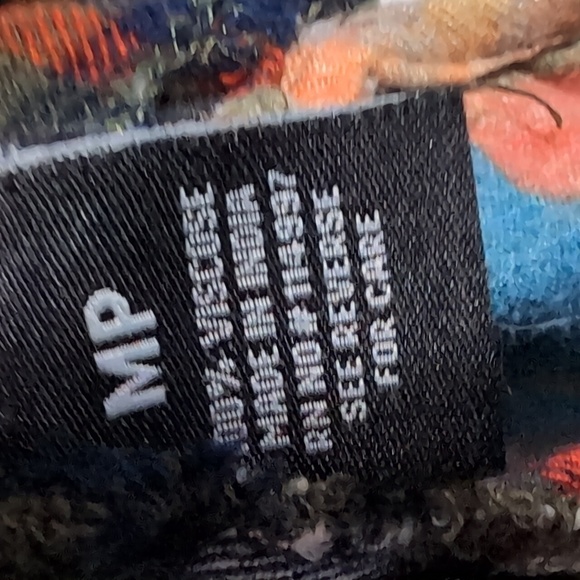 MP
100% VISCOSE
MADE IN INDIA
RN NO #
SEE REVERSE
FOR CARE